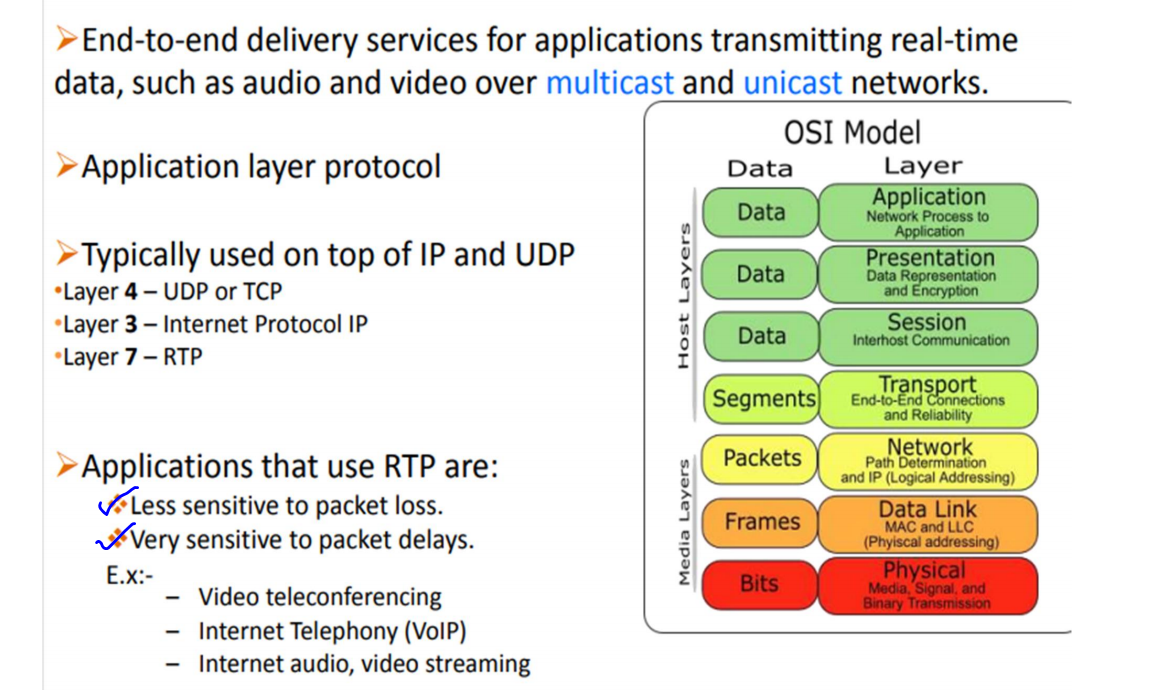 ➢End-to-end delivery services for applications transmitting real-time
data, such as audio and video over multicast and unicast networks.
➢Application layer protocol
➢Typically used on top of IP and UDP
•Layer 4 – UDP or TCP
•Layer 3 – Internet Protocol IP
•Layer 7 – RTP
➢Applications that use RTP are:
❖Less sensitive to packet loss.
❖Very sensitive to packet delays.
E.x:-
– Video teleconferencing
– Internet Telephony (VoIP)
– Internet audio, video streaming
OSI Model
Data Layer
Host Layers
Data
Application
Network Process to
Application
Data
Presentation
Data Representation
and Encryption
Data
Session
Interhost Communication
Segments
Transport
End-to-End Connections
and Reliability
Media Layers
Packets
Network
Path Determination
and IP (Logical Addressing)
Frames
Data Link
MAC and LLC
(Phyiscal addressing)
Bits
Physical
Media, Signal, and
Binary Transmission